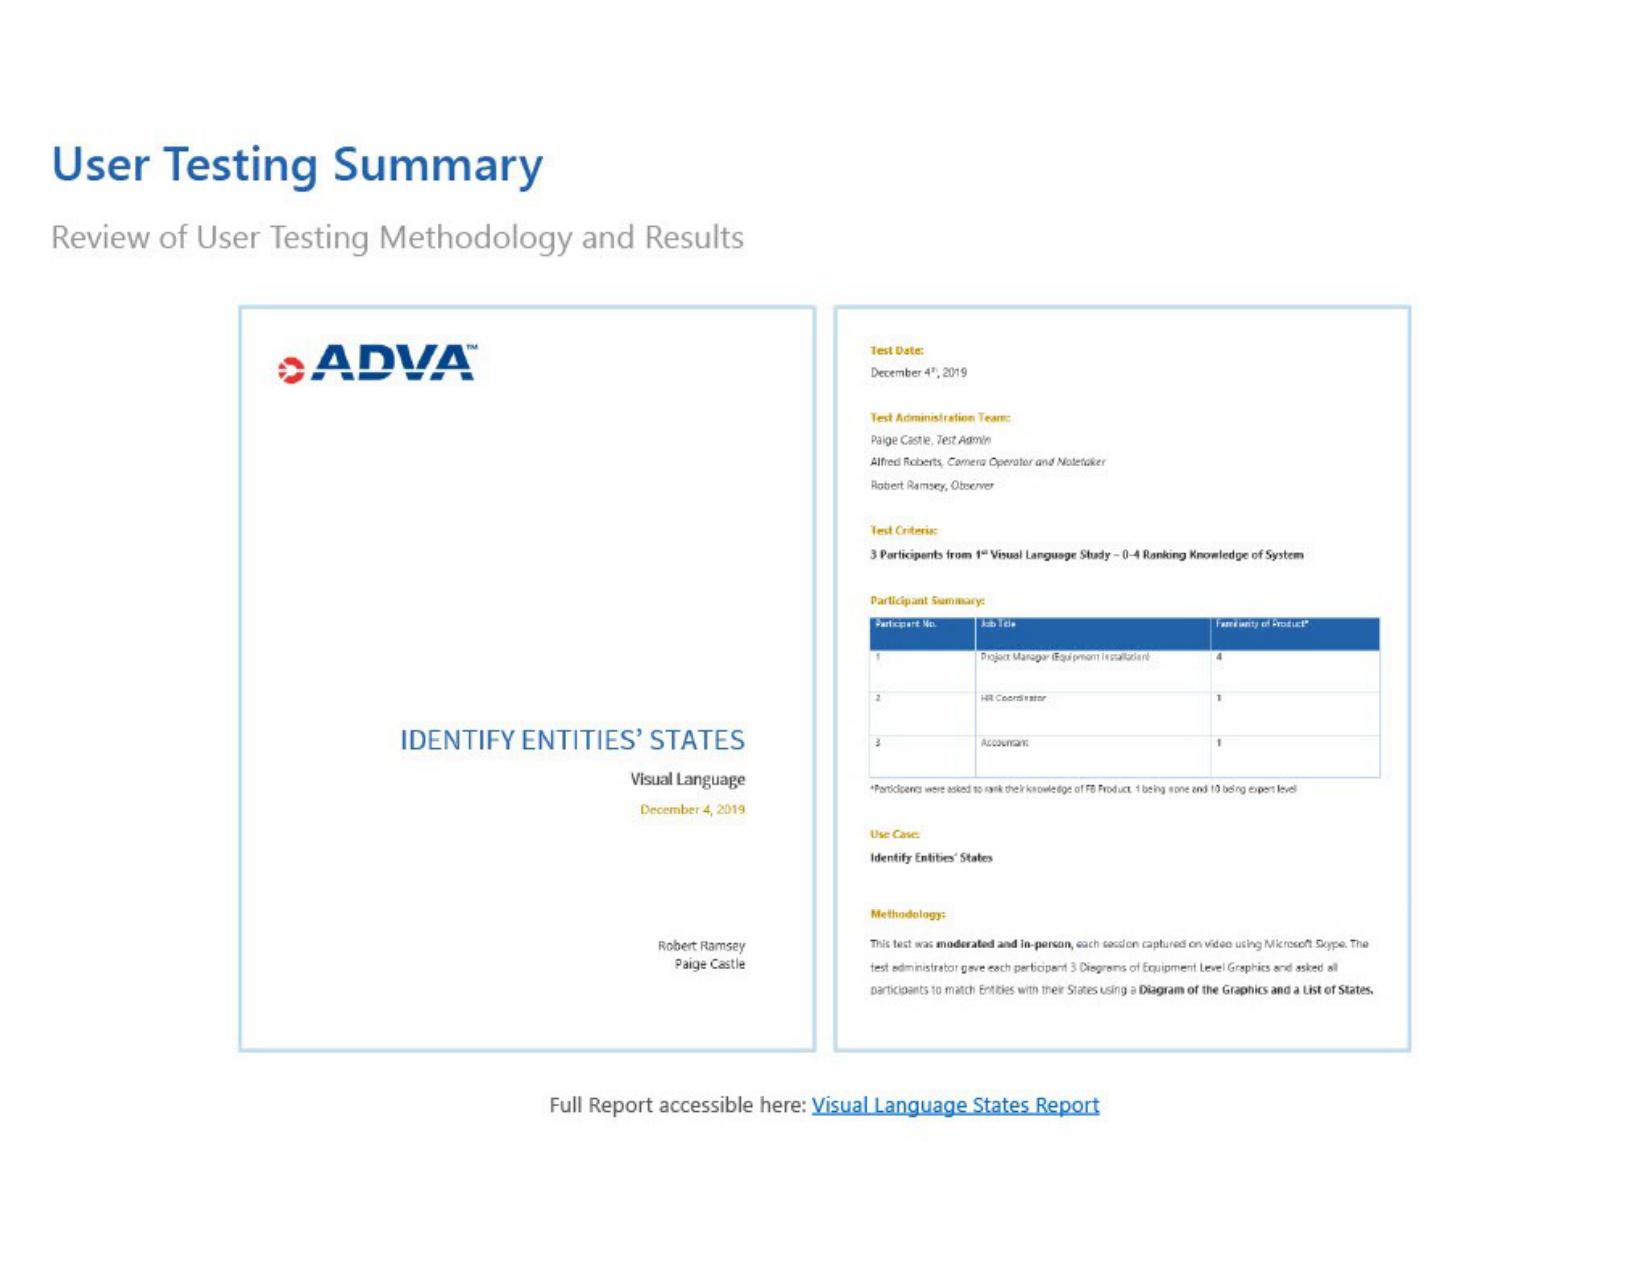 User Testing Summary
Review of User Testing Methodology and Results
ADVA™
IDENTIFY ENTITIES’ STATES
Visual Language
December 4, 2019
Robert Ramsey
Paige Castle
Test Date:
December 4th, 2019
Test Administration Team:
Paige Castle, Test Admin
Alfred Roberts, Camera Operator and Notetaker
Robert Ramsey, Observer
Test Criteria:
3 Participants from 1st Visual Language Study – 0-4 Ranking Knowledge of System
Participant Summary:
Participant No. Job Title Familiarity of Product*
1 Project Manager (Equipment Installation) 4
2 HR Coordinator 1
3 Accountant 1
*Participants were asked to rank their knowledge of FB Product. 1 being none and 10 being expert level
Use Case:
Identify Entities’ States
Methodology:
This test was moderated and in-person, each session captured on video using Microsoft Skype. The
test administrator gave each participant 3 Diagrams of Equipment Level Graphics and asked all
participants to match Entities with their States using a Diagram of the Graphics and a List of States.
Full Report accessible here: Visual Language States Report